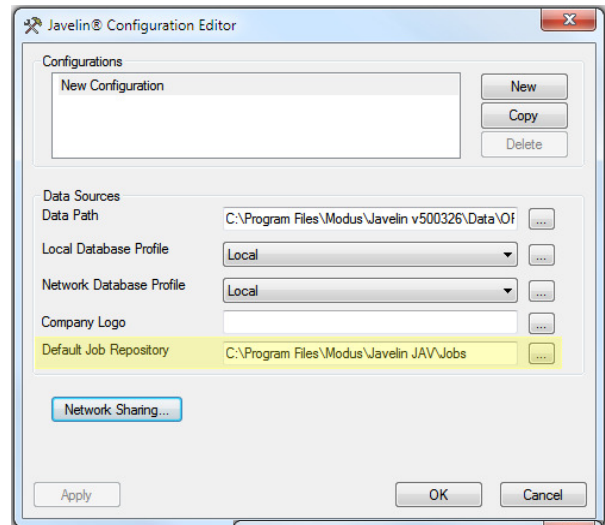 Javelin® Configuration Editor
Configurations
New Configuration
New
Copy
Delete
Data Sources
Data Path
C:\Program Files\Modus\Javelin v500326\Data\OF
...
Local Database Profile
Local
...
Network Database Profile
Local
...
Company Logo
...
Default Job Repository
C:\Program Files\Modus\Javelin JAV\Jobs
...
Network Sharing...
Apply
OK
Cancel